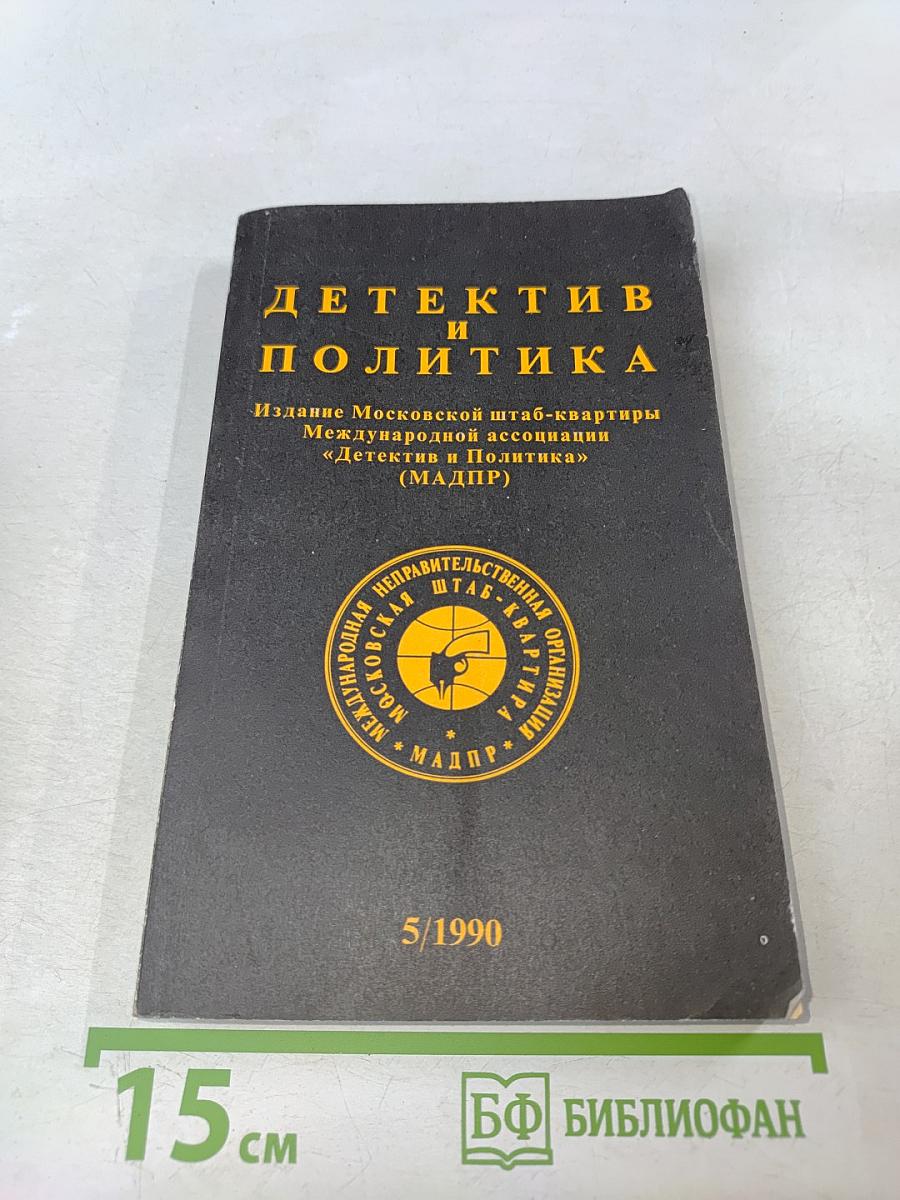 ДЕТЕКТИВ
И
ПОЛИТИКА
Издание Московской штаб-квартиры
Международной ассоциации
«Детектив и Политика»
(МАДПР)
МЕЖДУНАРОДНАЯ НЕПРАВИТЕЛЬСТВЕННАЯ ОРГАНИЗАЦИЯ
МОСКОВСКАЯ ШТАБ-КВАРТИРА
* МАДПР *
5/1990
15 см
БФ БИБЛИОФАН